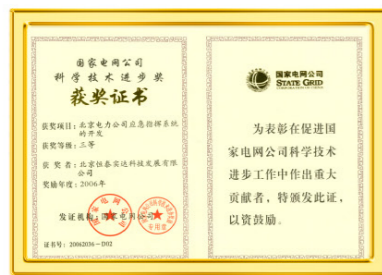 国家电网公司
科学技术进步奖
获奖证书
获奖项目：北京电力公司应急指挥系统
的开发
获奖等级：三等
获 奖 者：北京恒泰实达科技发展有限
公司
奖励年度：2006年
发证机构：国家电网公司
证书号：20062036-D02
国家电网公司
STATE GRID
为表彰在促进国
家电网公司科学技术
进步工作中作出重大
贡献者，特颁发此证，
以资鼓励。